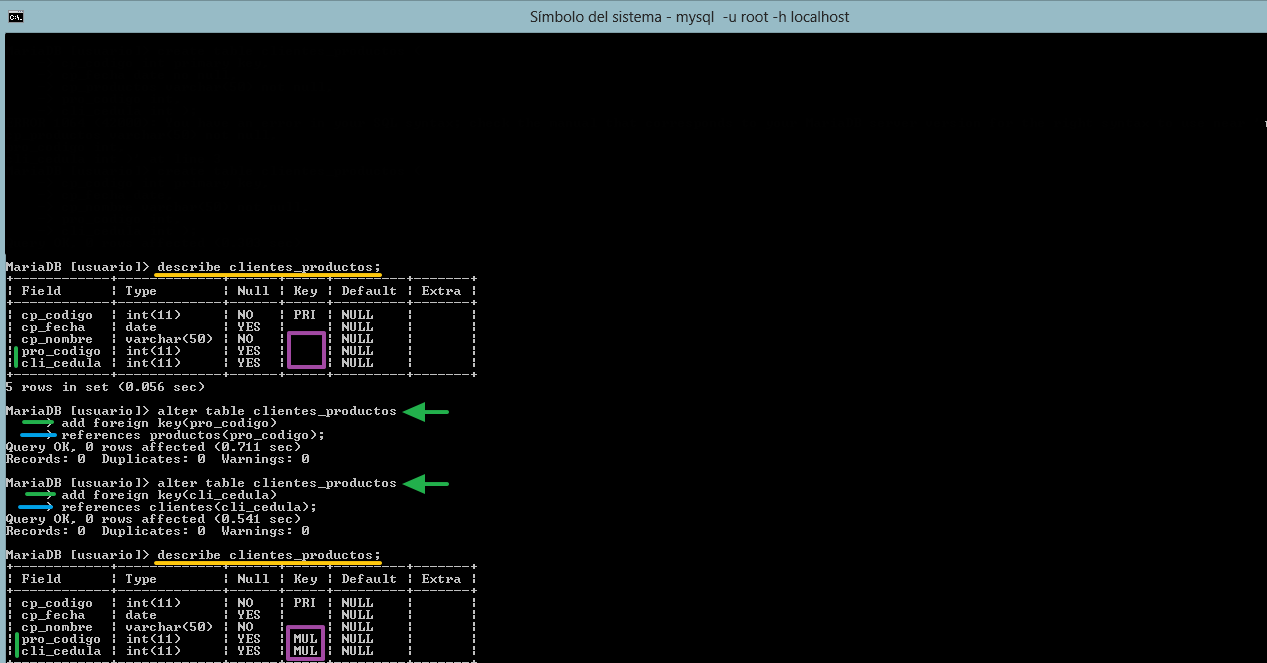 Símbolo del sistema - mysql  -u root -h localhost
MariaDB [usuario]> describe clientes_productos;
+-------------+-------------+------+-----+---------+-------+
| Field       | Type        | Null | Key | Default | Extra |
+-------------+-------------+------+-----+---------+-------+
| cp_codigo   | int(11)     | NO   | PRI | NULL    |       |
| cp_fecha    | date        | YES  |     | NULL    |       |
| cp_nombre   | varchar(50) | NO   |     | NULL    |       |
| pro_codigo  | int(11)     | YES  |     | NULL    |       |
| cli_cedula  | int(11)     | YES  |     | NULL    |       |
+-------------+-------------+------+-----+---------+-------+
5 rows in set (0.056 sec)
MariaDB [usuario]> alter table clientes_productos
    -> add foreign key(pro_codigo)
    -> references productos(pro_codigo);
Query OK, 0 rows affected (0.711 sec)
Records: 0  Duplicates: 0  Warnings: 0
MariaDB [usuario]> alter table clientes_productos
    -> add foreign key(cli_cedula)
    -> references clientes(cli_cedula);
Query OK, 0 rows affected (0.541 sec)
Records: 0  Duplicates: 0  Warnings: 0
MariaDB [usuario]> describe clientes_productos;
+-------------+-------------+------+-----+---------+-------+
| Field       | Type        | Null | Key | Default | Extra |
+-------------+-------------+------+-----+---------+-------+
| cp_codigo   | int(11)     | NO   | PRI | NULL    |       |
| cp_fecha    | date        | YES  |     | NULL    |       |
| cp_nombre   | varchar(50) | NO   |     | NULL    |       |
| pro_codigo  | int(11)     | YES  | MUL | NULL    |       |
| cli_cedula  | int(11)     | YES  | MUL | NULL    |       |
+-------------+-------------+------+-----+---------+-------+